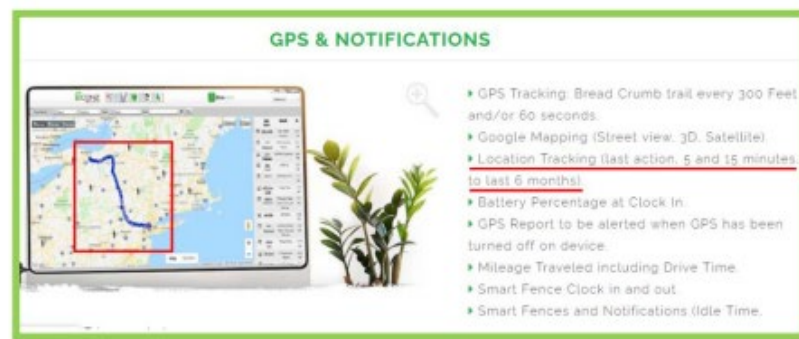 GPS & NOTIFICATIONS
GPS Tracking: Bread Crumb trail every 300 Feet
and/or 60 seconds.
Google Mapping (Street view, 3D, Satellite).
Location Tracking (last action, 5 and 15 minutes,
to last 6 months).
Battery Percentage at Clock In.
GPS Report to be alerted when GPS has been
turned off on device.
Mileage Traveled including Drive Time.
Smart Fence Clock in and out.
Smart Fences and Notifications (Idle Time,